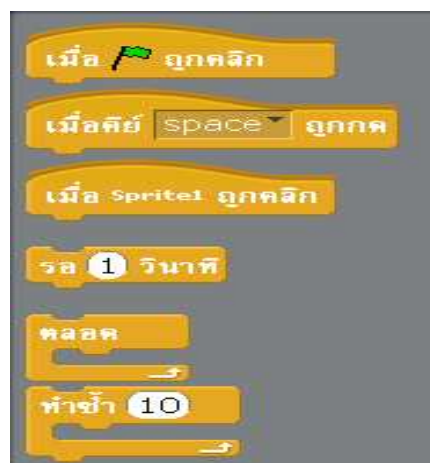 เมื่อ ถูกคลิก
เมื่อคีย์ space ถูกกด
เมื่อ Sprite1 ถูกคลิก
รอ 1 วินาที
ตลอด
ทำซ้ำ 10